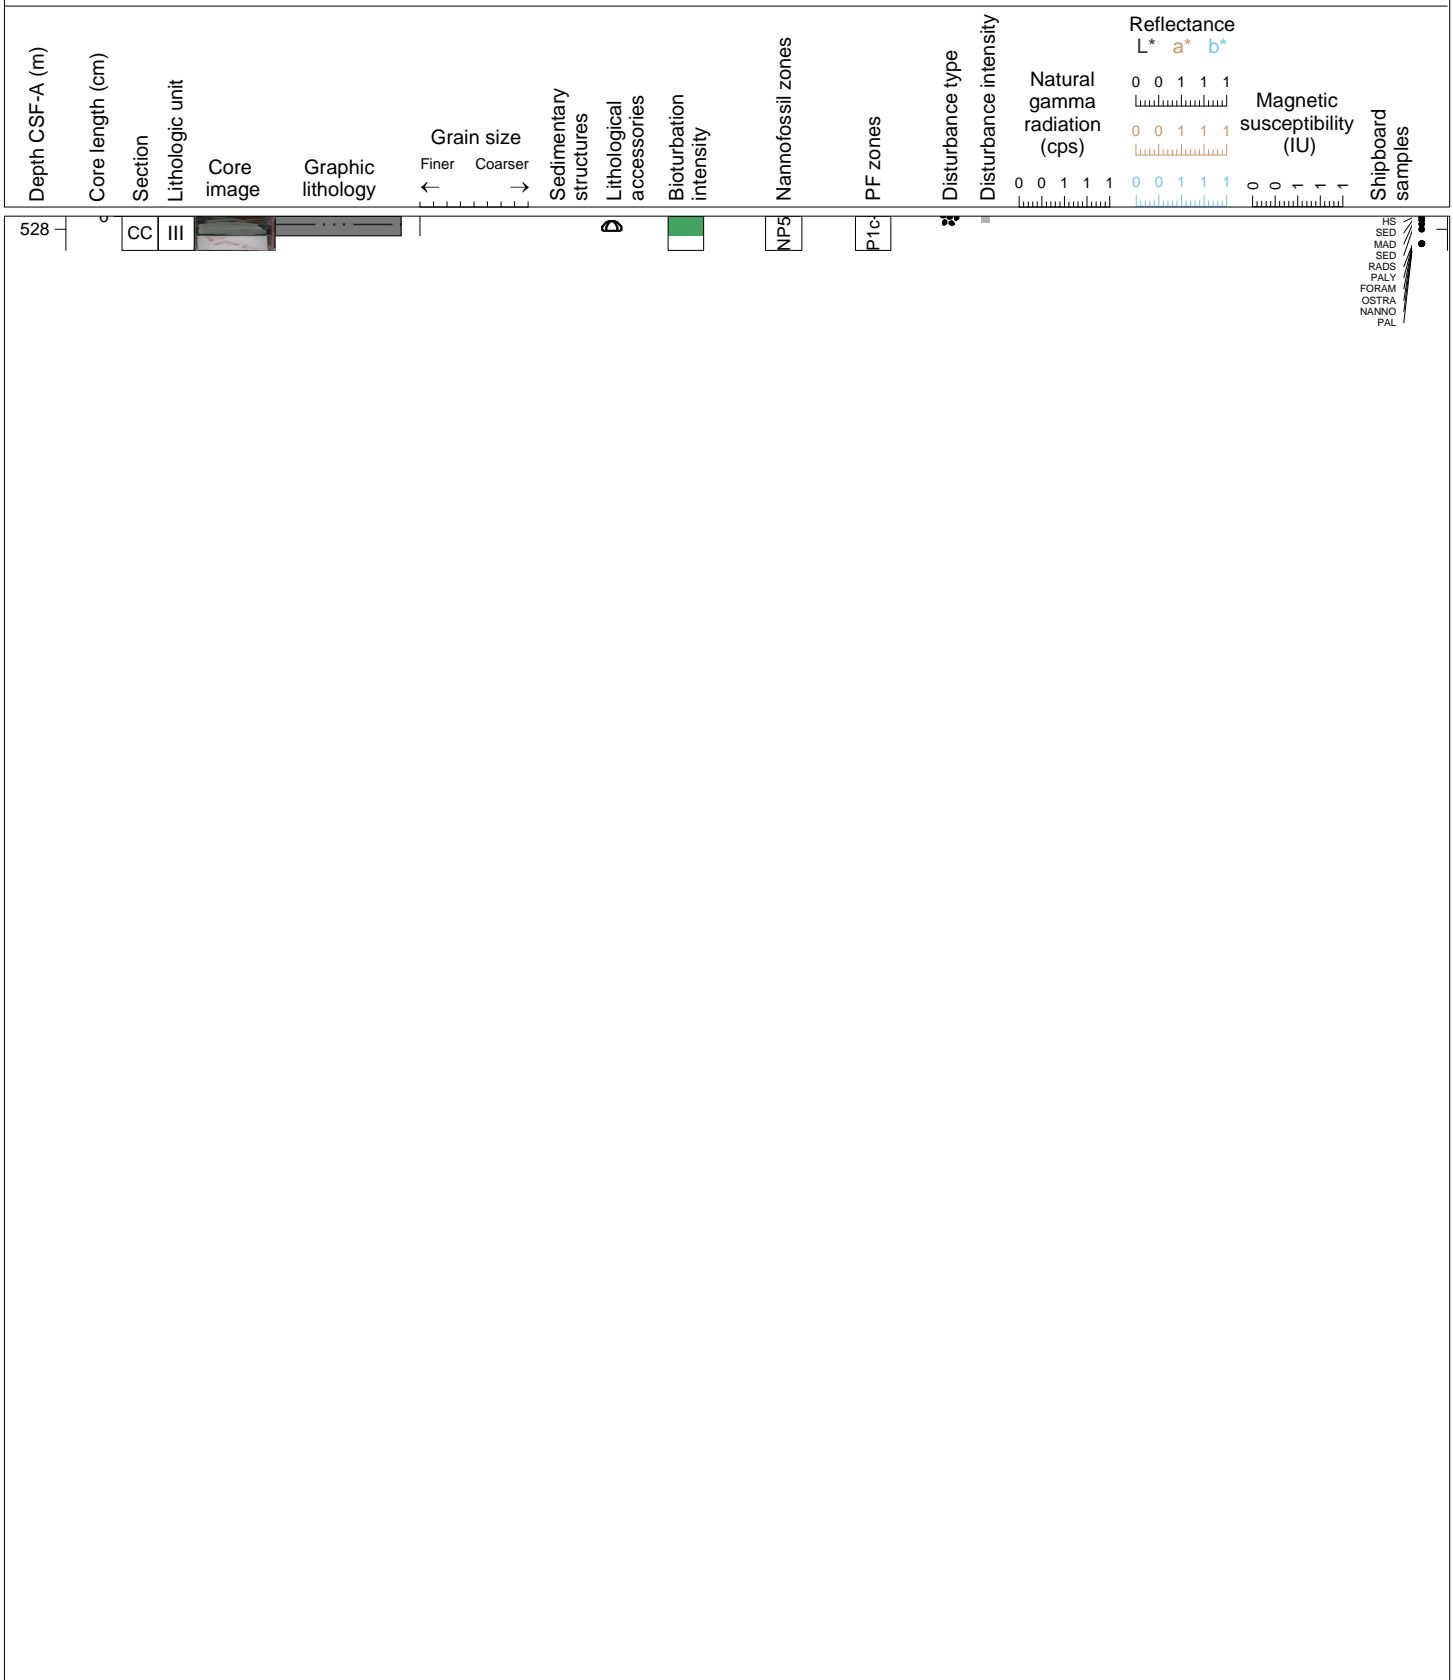 Depth CSF-A (m)
Core length (cm)
Section
Lithologic unit
Core
image
Graphic
lithology
Grain size
Finer Coarser
← →
Sedimentary
structures
Lithological
accessories
Bioturbation
intensity
Nannofossil zones
PF zones
Disturbance type
Disturbance intensity
Natural
gamma
radiation
(cps)
0 0 1 1 1
Reflectance
L* a* b*
0 0 1 1 1
0 0 1 1 1
0 0 1 1 1
Magnetic
susceptibility
(IU)
0 0 1 1 1
Shipboard
samples
528
0
CC
III
NP5
P1c-
HS
SED
MAD
SED
RADS
PALY
FORAM
OSTRA
NANNO
PAL